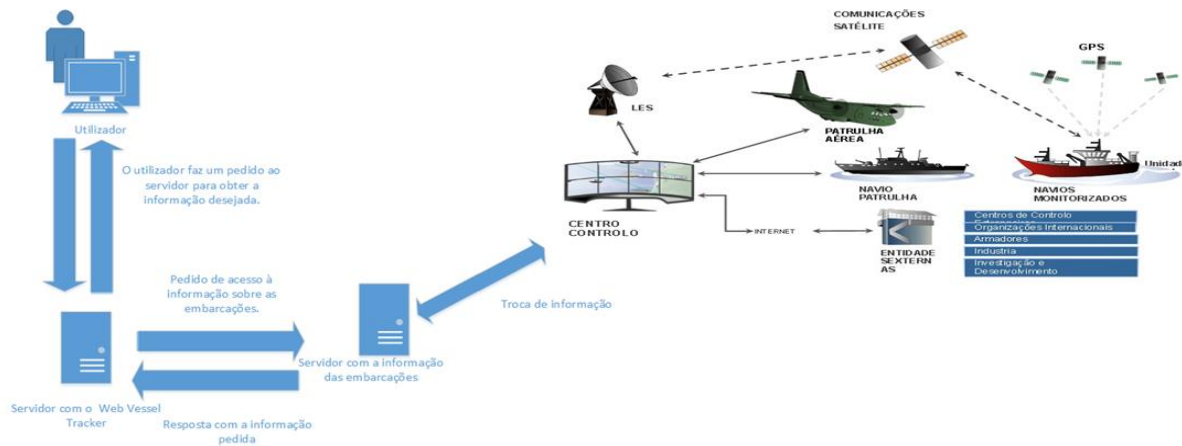 Utilizador
O utilizador faz um pedido ao
servidor para obter a
informação desejada.
Pedido de acesso à
informação sobre as
embarcações.
Servidor com o Web Vessel
Tracker
Resposta com a informação
pedida
Servidor com a informação
das embarcações
Troca de informação
COMUNICAÇÕES
SATÉLITE
GPS
LES
PATRULHA
AÉREA
Unidad
NAVIO
PATRULHA
NAVIOS
MONITORIZADOS
CENTRO
CONTROLO
INTERNET
ENTIDADE
SEXTERN
AS
Centros de Controlo
Organizações Internacionais
Armadores
Industria
Investigação e
Desenvolvimento